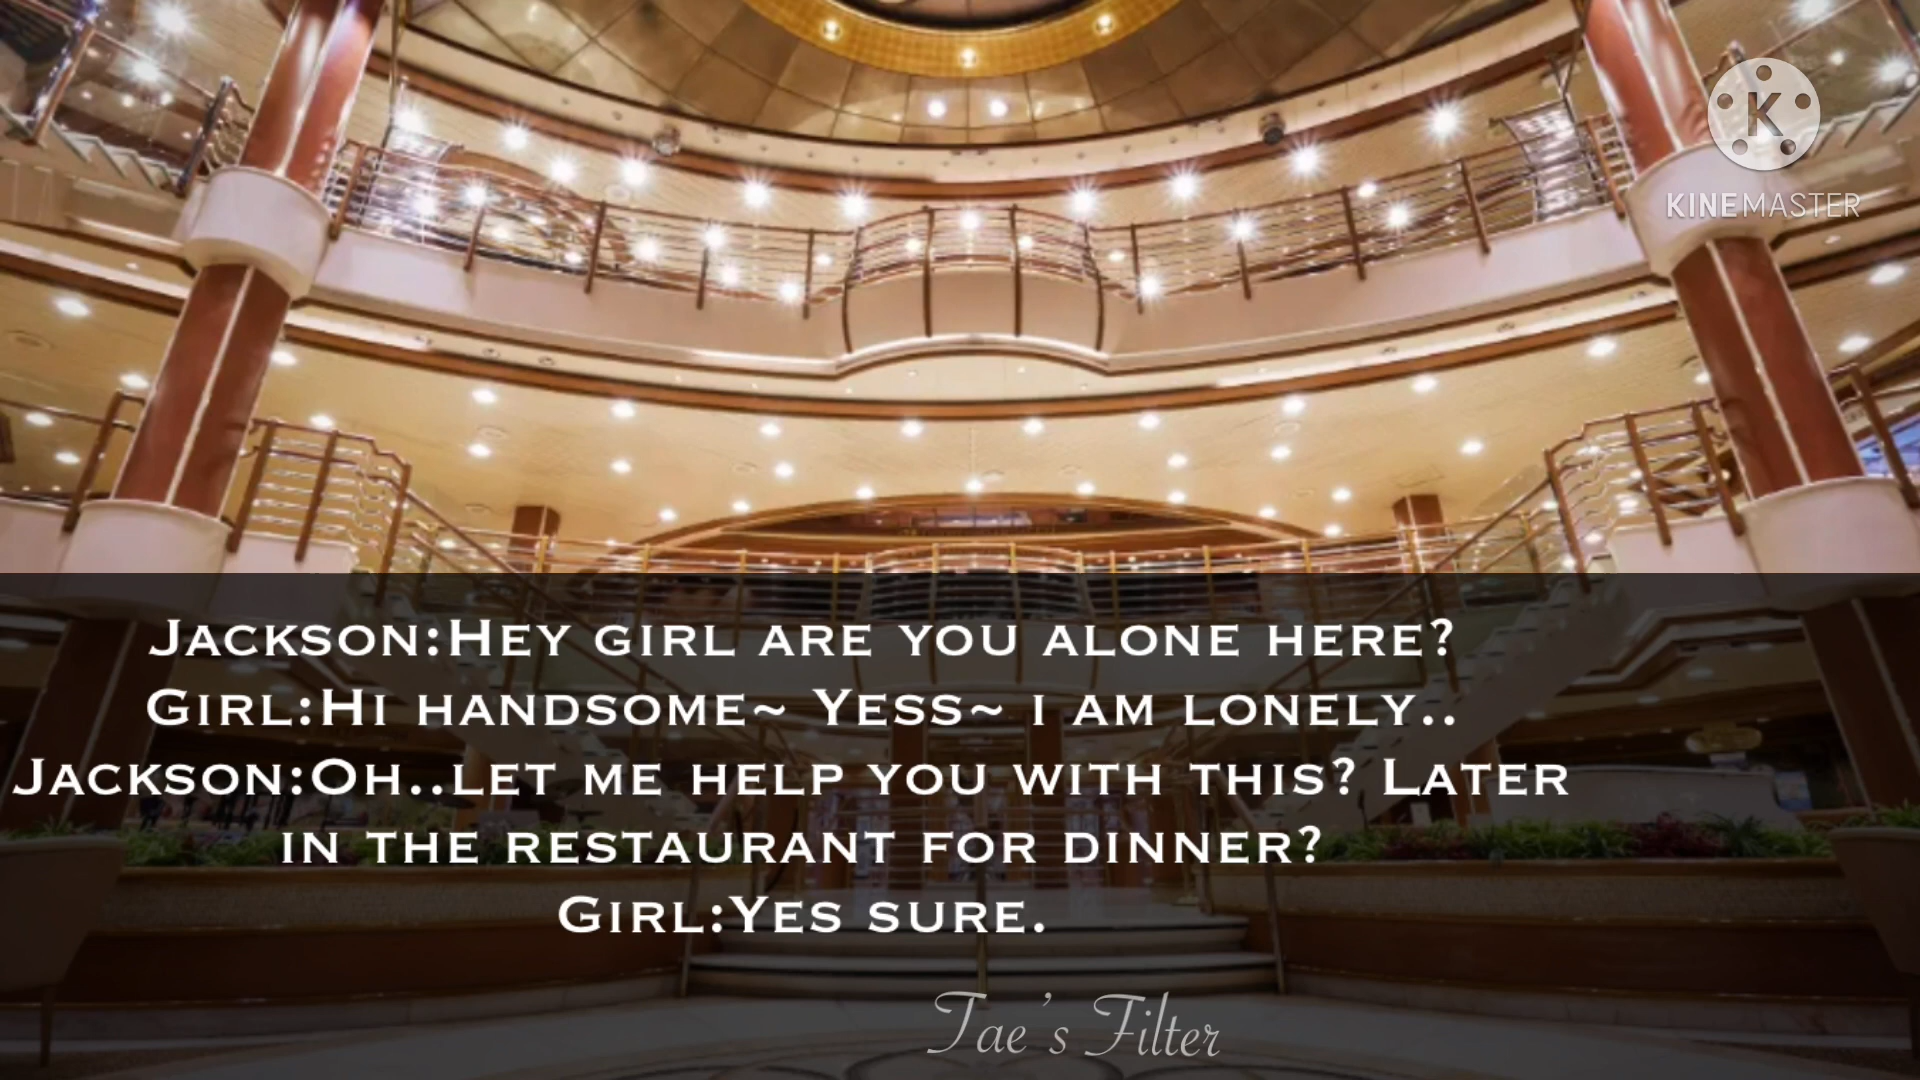 K
KINEMASTER
Jackson:Hey girl are you alone here?
Girl:Hi handsome~ Yess~ i am lonely..
Jackson:Oh..let me help you with this? Later
in the restaurant for dinner?
Girl:Yes sure.
Tae's Filter